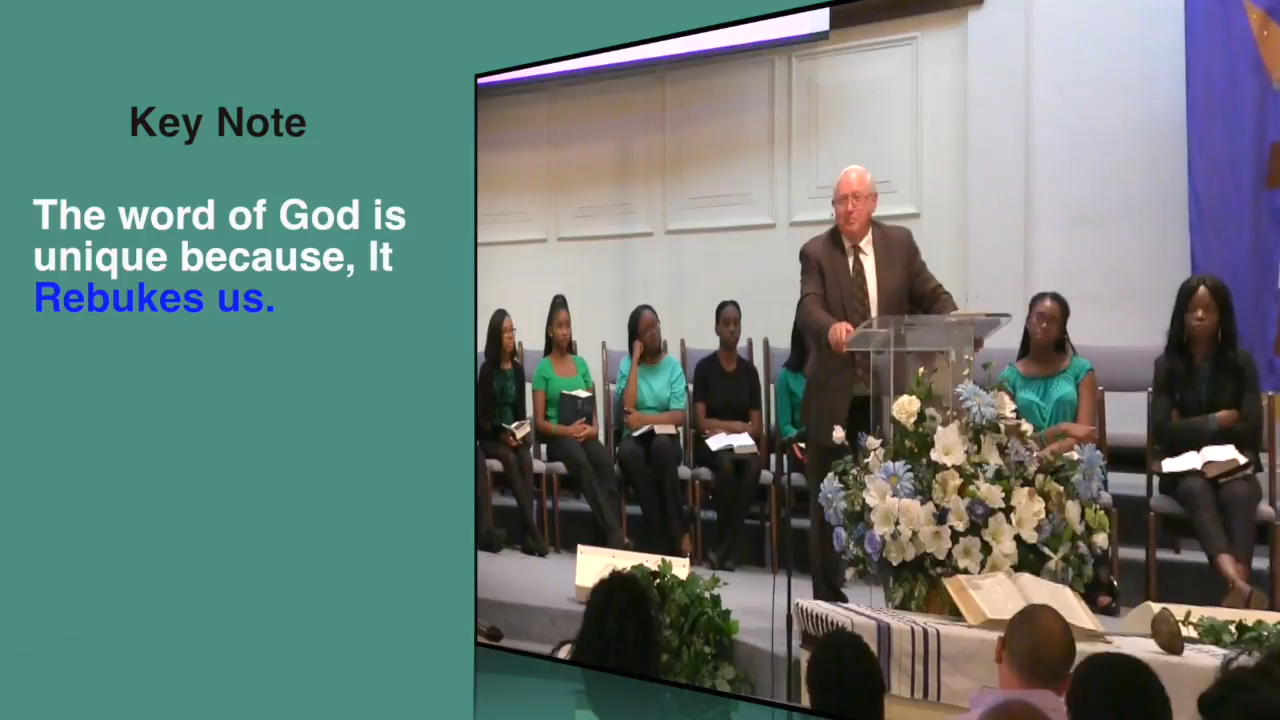 Key Note
The word of God is
unique because, It
Rebukes us.